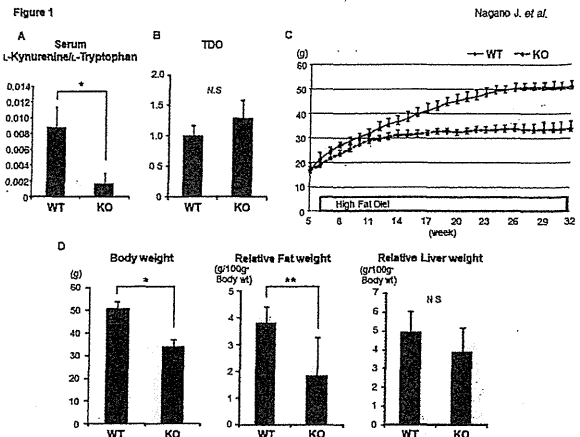 Figure 1
Nagano J. et al.
A
Serum
L-Kynurenine/L-Tryptophan
0,014
0,012
0,010
0,008
0,006
0,004
0,002
0
*
WT KO
B
TDO
2.0
1.5
1.0
0.5
0
N.S
WT KO
C
(g)
WT KO
60
50
40
30
20
10
0
High Fat Diet
5 8 11 14 17 20 23 26 29 32
(week)
D
Body weight
(g)
60
50
40
30
20
10
0
*
WT KO
Relative Fat weight
(g/100g-
Body wt)
5
4
3
2
1
0
**
WT KO
Relative Liver weight
(g/100g-
Body wt)
7
6
5
4
3
2
1
0
N S
WT KO